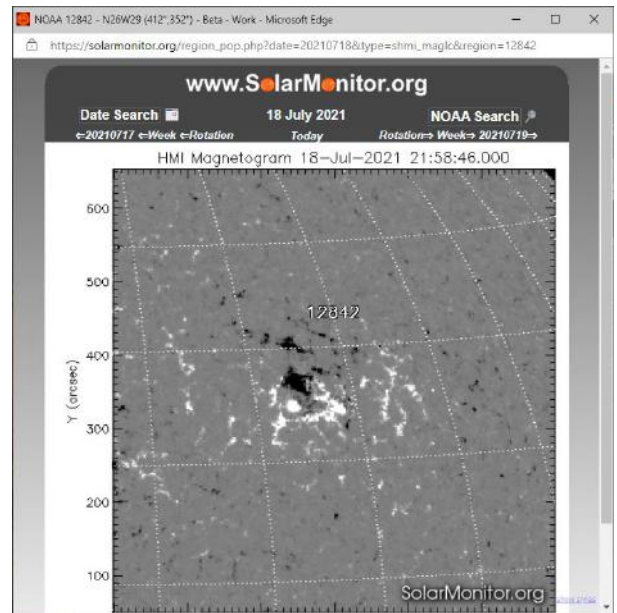 NOAA 12842 - N26W29 (412",352") - Beta - Work - Microsoft Edge
https://solarmonitor.org/region_pop.php?date=20210718&type=shmi_maglc&region=12842
www.SolarMonitor.org
Date Search 18 July 2021 NOAA Search
⇐20210717 ⇐Week ⇐Rotation Today Rotation⇒ Week⇒ 20210719⇒
HMI Magnetogram 18-Jul-2021 21:58:46.000
600
500
12842
400
Y (arcsec)
300
200
100
SolarMonitor.org